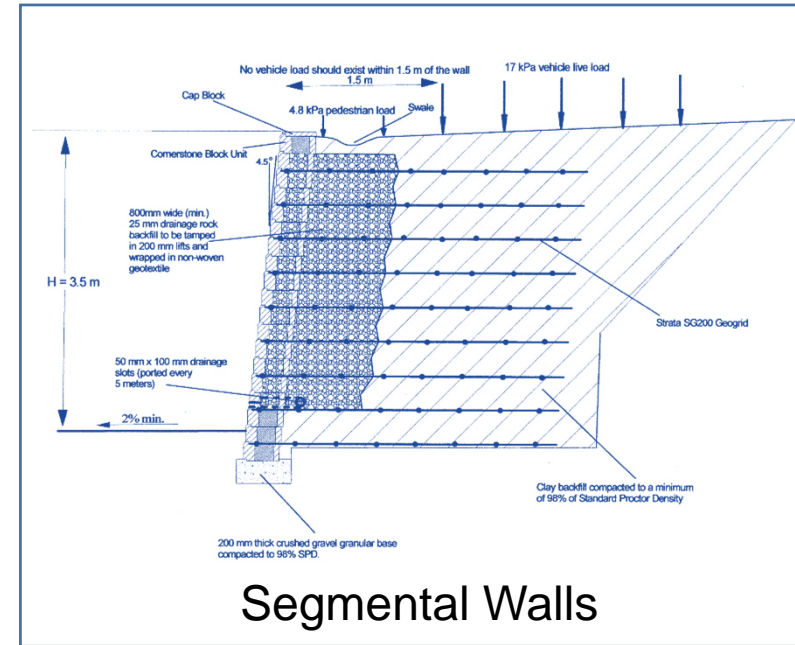 No vehicle load should exist within 1.5 m of the wall
1.5 m
17 kPa vehicle live load
Cap Block
4.8 kPa pedestrian load
Swale
Cornerstone Block Unit
4.5°
800mm wide (min.)
25 mm drainage rock
backfill to be tamped
in 200 mm lifts and
wrapped in non-woven
geotextile
H = 3.5 m
Strata SG200 Geogrid
50 mm x 100 mm drainage
slots (ported every
5 meters)
2% min.
Clay backfill compacted to a minimum
of 98% of Standard Proctor Density
200 mm thick crushed gravel granular base
compacted to 98% SPD.
Segmental Walls